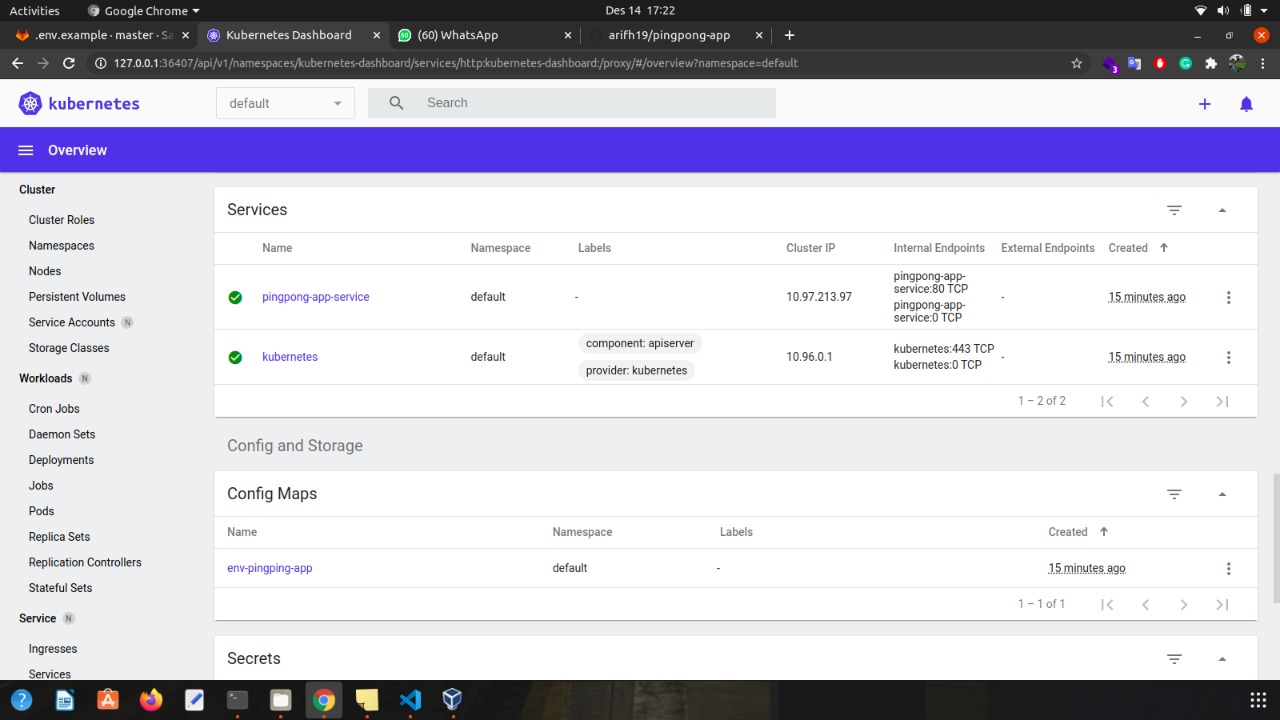 Activities Google Chrome Des 14 17:22
.env.example · master · Sa Kubernetes Dashboard (60) WhatsApp arifh19/pingpong-app
127.0.0.1:36407/api/v1/namespaces/kubernetes-dashboard/services/http:kubernetes-dashboard:/proxy/#/overview?namespace=default
3
kubernetes default Search
Overview
Cluster
Cluster Roles
Namespaces
Nodes
Persistent Volumes
Service Accounts N
Storage Classes
Workloads N
Cron Jobs
Daemon Sets
Deployments
Jobs
Pods
Replica Sets
Replication Controllers
Stateful Sets
Service N
Ingresses
Services
Services
Name Namespace Labels Cluster IP Internal Endpoints External Endpoints Created
pingpong-app-service default - 10.97.213.97
pingpong-app-
service:80 TCP
pingpong-app-
service:0 TCP
- 15 minutes ago
kubernetes default
component: apiserver
provider: kubernetes
10.96.0.1
kubernetes:443 TCP
kubernetes:0 TCP
- 15 minutes ago
1 – 2 of 2
Config and Storage
Config Maps
Name Namespace Labels Created
env-pingping-app default - 15 minutes ago
1 – 1 of 1
Secrets